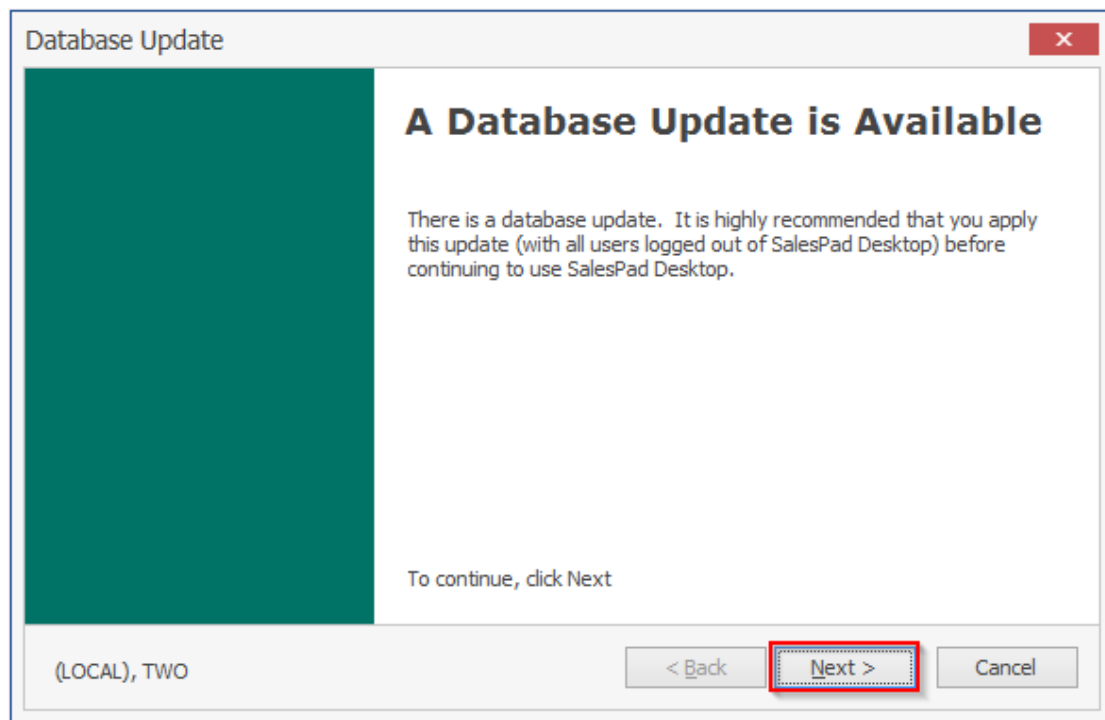 Database Update
A Database Update is Available
There is a database update.  It is highly recommended that you apply
this update (with all users logged out of SalesPad Desktop) before
continuing to use SalesPad Desktop.
To continue, click Next
(LOCAL), TWO
< Back
Next >
Cancel